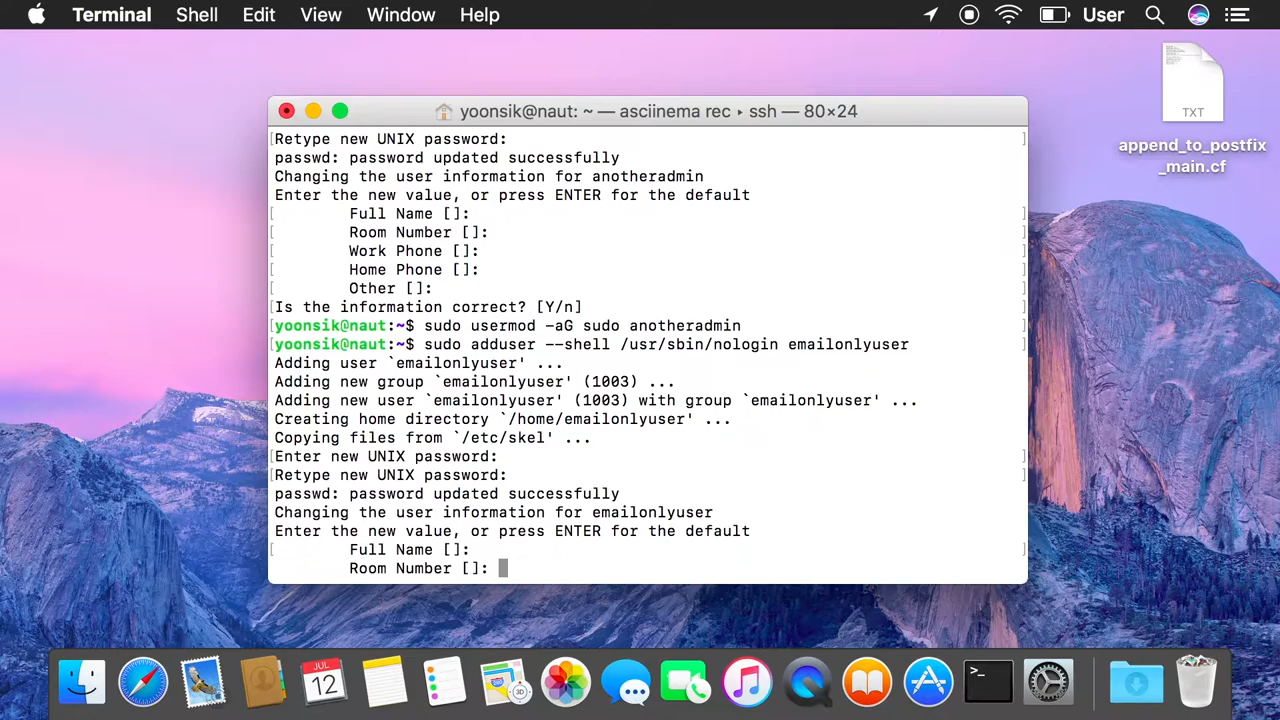 Terminal Shell Edit View Window Help User
TXT
append_to_postfix
_main.cf
yoonsik@naut: ~ — asciinema rec ▸ ssh — 80×24
[Retype new UNIX password: ]
passwd: password updated successfully
Changing the user information for anotheradmin
Enter the new value, or press ENTER for the default
[ Full Name []: ]
[ Room Number []: ]
[ Work Phone []: ]
[ Home Phone []: ]
[ Other []: ]
[Is the information correct? [Y/n] ]
[yoonsik@naut:~$ sudo usermod -aG sudo anotheradmin ]
[yoonsik@naut:~$ sudo adduser --shell /usr/sbin/nologin emailonlyuser ]
Adding user `emailonlyuser' ...
Adding new group `emailonlyuser' (1003) ...
Adding new user `emailonlyuser' (1003) with group `emailonlyuser' ...
Creating home directory `/home/emailonlyuser' ...
Copying files from `/etc/skel' ...
[Enter new UNIX password: ]
[Retype new UNIX password: ]
passwd: password updated successfully
Changing the user information for emailonlyuser
Enter the new value, or press ENTER for the default
[ Full Name []: ]
Room Number []:
JUL
12
3D
>_